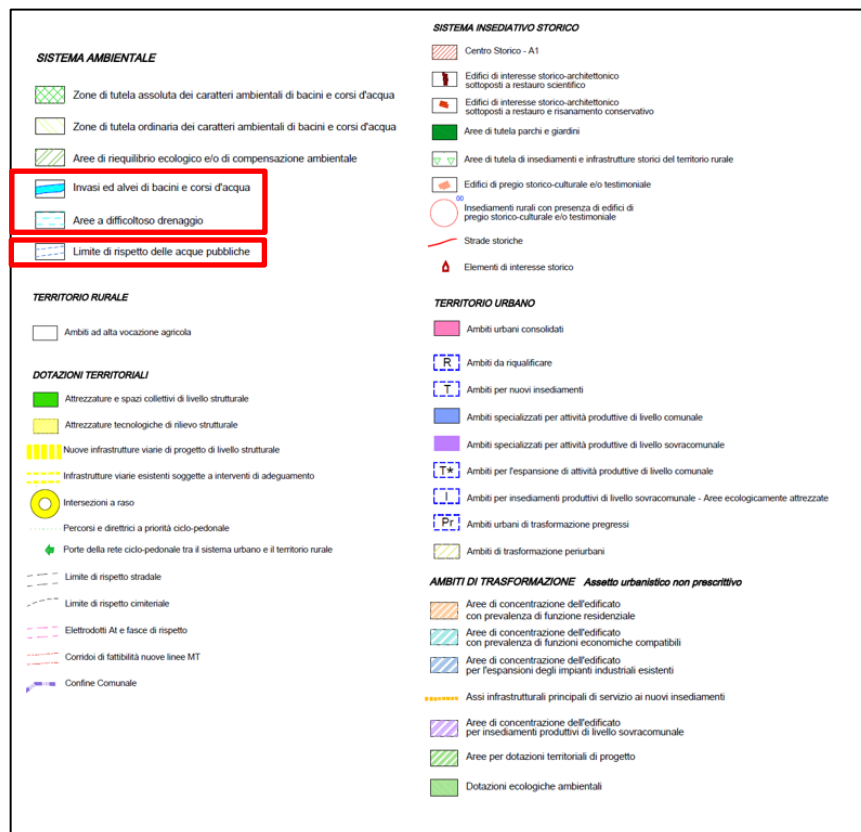 SISTEMA AMBIENTALE
Zone di tutela assoluta dei caratteri ambientali di bacini e corsi d'acqua
Zone di tutela ordinaria dei caratteri ambientali di bacini e corsi d'acqua
Aree di riequilibrio ecologico e/o di compensazione ambientale
Invasi ed alvei di bacini e corsi d'acqua
Aree a difficoltoso drenaggio
Limite di rispetto delle acque pubbliche
TERRITORIO RURALE
Ambiti ad alta vocazione agricola
DOTAZIONI TERRITORIALI
Attrezzature e spazi collettivi di livello strutturale
Attrezzature tecnologiche di rilievo strutturale
Nuove infrastrutture viarie di progetto di livello strutturale
Infrastrutture viarie esistenti soggette a interventi di adeguamento
Intersezioni a raso
Percorsi e direttrici a priorità ciclo-pedonale
Porte della rete ciclo-pedonale tra il sistema urbano e il territorio rurale
Limite di rispetto stradale
Limite di rispetto cimiteriale
Elettrodotti At e fasce di rispetto
Corridoi di fattibilità nuove linee MT
Confine Comunale
SISTEMA INSEDIATIVO STORICO
Centro Storico - A1
Edifici di interesse storico-architettonico
sottoposti a restauro scientifico
Edifici di interesse storico-architettonico
sottoposti a restauro e risanamento conservativo
Aree di tutela parchi e giardini
Aree di tutela di insediamenti e infrastrutture storici del territorio rurale
Edifici di pregio storico-culturale e/o testimoniale
00
Insediamenti rurali con presenza di edifici di
pregio storico-culturale e/o testimoniale
Strade storiche
Elementi di interesse storico
TERRITORIO URBANO
Ambiti urbani consolidati
R Ambiti da riqualificare
T Ambiti per nuovi insediamenti
Ambiti specializzati per attività produttive di livello comunale
Ambiti specializzati per attività produttive di livello sovracomunale
T* Ambiti per l'espansione di attività produttive di livello comunale
I Ambiti per insediamenti produttivi di livello sovracomunale - Aree ecologicamente attrezzate
Pr Ambiti urbani di trasformazione pregressi
Ambiti di trasformazione periurbani
AMBITI DI TRASFORMAZIONE Assetto urbanistico non prescrittivo
Aree di concentrazione dell'edificato
con prevalenza di funzione residenziale
Aree di concentrazione dell'edificato
con prevalenza di funzioni economiche compatibili
Aree di concentrazione dell'edificato
per l'espansioni degli impianti industriali esistenti
Assi infrastrutturali principali di servizio ai nuovi insediamenti
Aree di concentrazione dell'edificato
per insediamenti produttivi di livello sovracomunale
Aree per dotazioni territoriali di progetto
Dotazioni ecologiche ambientali